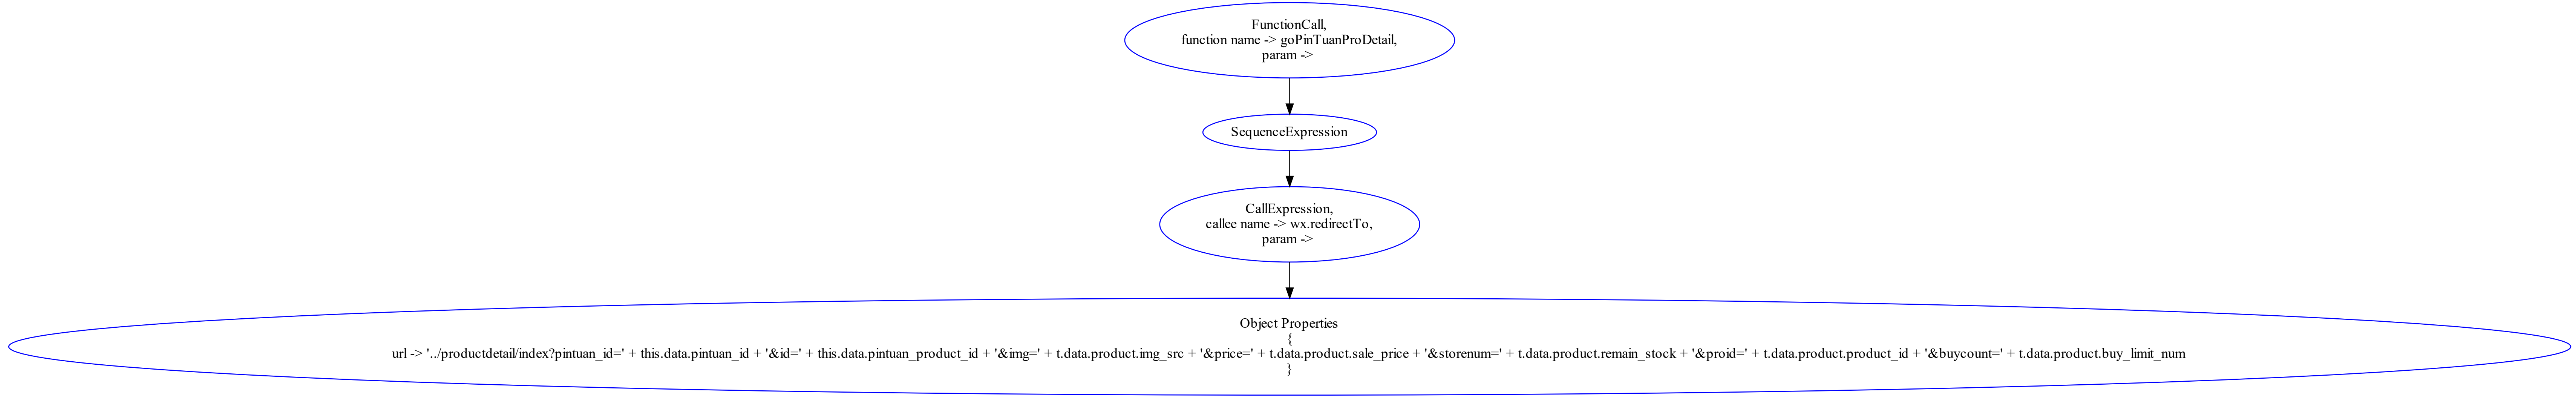 FunctionCall,
function name -> goPinTuanProDetail,
param ->
SequenceExpression
CallExpression,
callee name -> wx.redirectTo,
param ->
Object Properties
{
url -> '../productdetail/index?pintuan_id=' + this.data.pintuan_id + '&id=' + this.data.pintuan_product_id + '&img=' + t.data.product.img_src + '&price=' + t.data.product.sale_price + '&storenum=' + t.data.product.remain_stock + '&proid=' + t.data.product.product_id + '&buycount=' + t.data.product.buy_limit_num
}